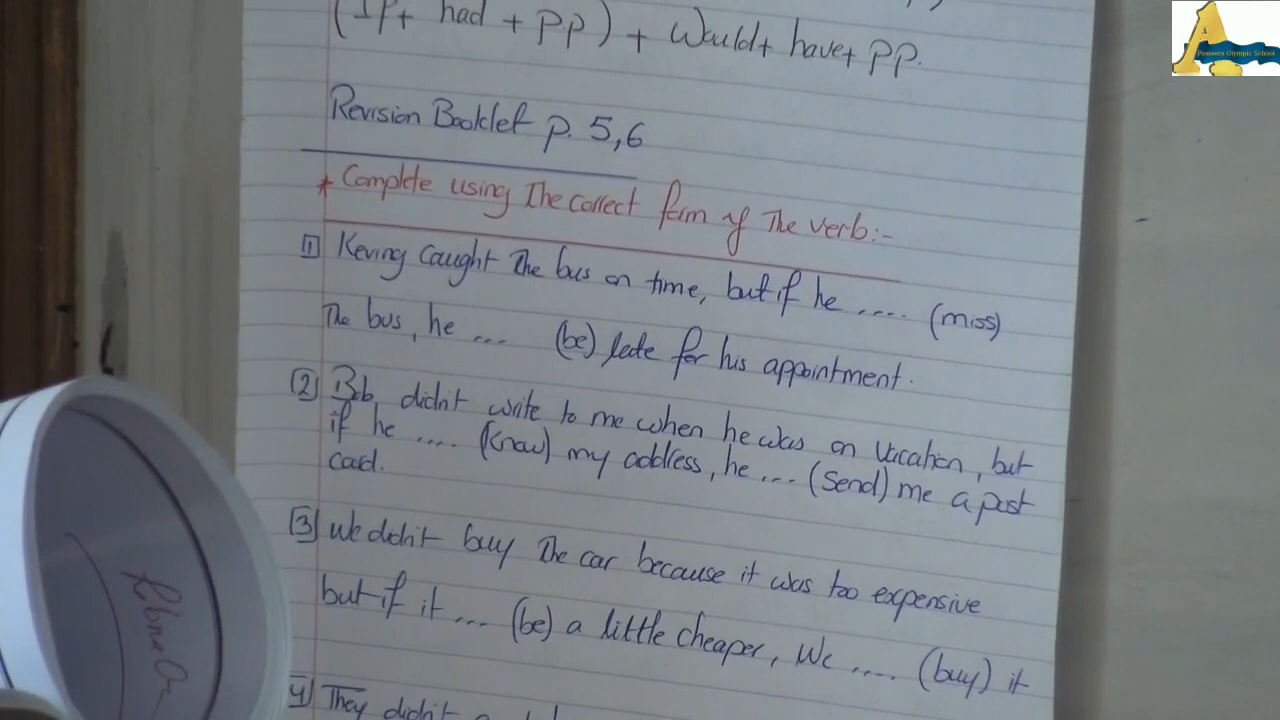 (If+ had + P.P) + Would+ have+ PP.
Revision Booklet p. 5,6
* Complete using The correct form of The verb:-
1 Keving caught The bus on time, but if he .... (miss)
The bus, he ... (be) late for his appointment.
2 Bob didn't write to me when he was on vacation, but
if he .... (know) my address, he ... (send) me a post
card.
3 We didn't buy The car because it was too expensive
but if it ... (be) a little cheaper, We .... (buy) it
4 They didn't
Pioneers Olympic School